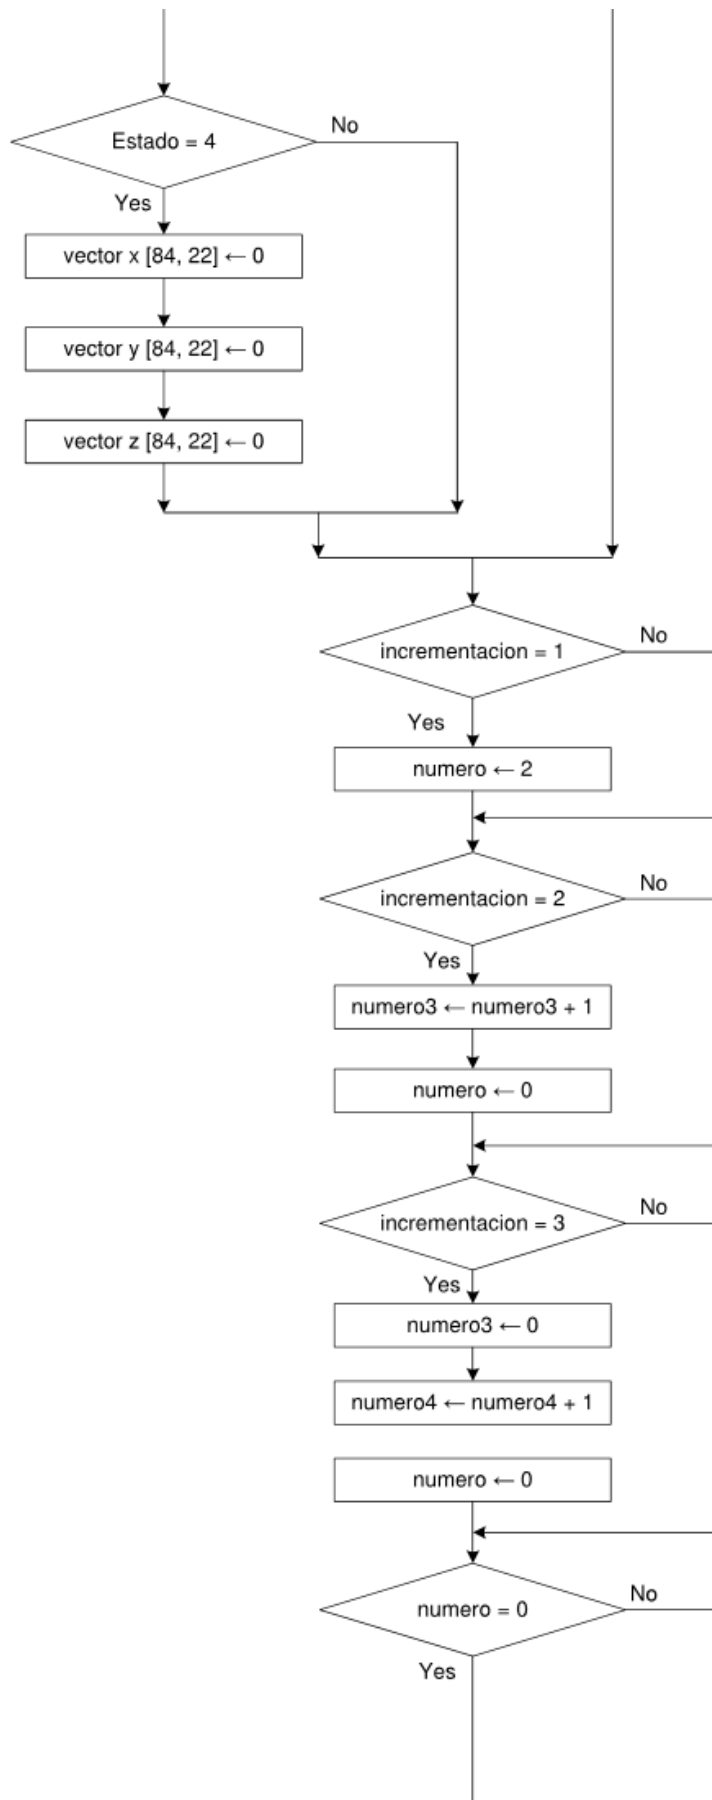 Estado = 4
No
Yes
vector x [84, 22] ← 0
vector y [84, 22] ← 0
vector z [84, 22] ← 0
incrementacion = 1
No
Yes
numero ← 2
incrementacion = 2
No
Yes
numero3 ← numero3 + 1
numero ← 0
incrementacion = 3
No
Yes
numero3 ← 0
numero4 ← numero4 + 1
numero ← 0
numero = 0
No
Yes